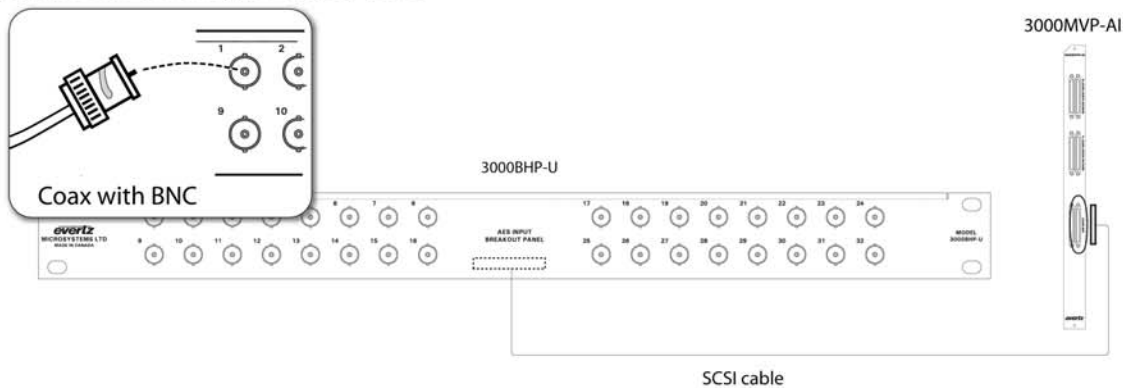 3000MVP-AI
1 2
9 10
Coax with BNC
3000BHP-U
6 7 8
17 18 19 20 21 22 23 24
evertz
MICROSYSTEMS LTD
MADE IN CANADA
AES INPUT
BREAKOUT PANEL
MODEL
3000BHP-U
9 10 11 12 13 14 15 16
25 26 27 28 29 30 31 32
evertz
SCSI cable